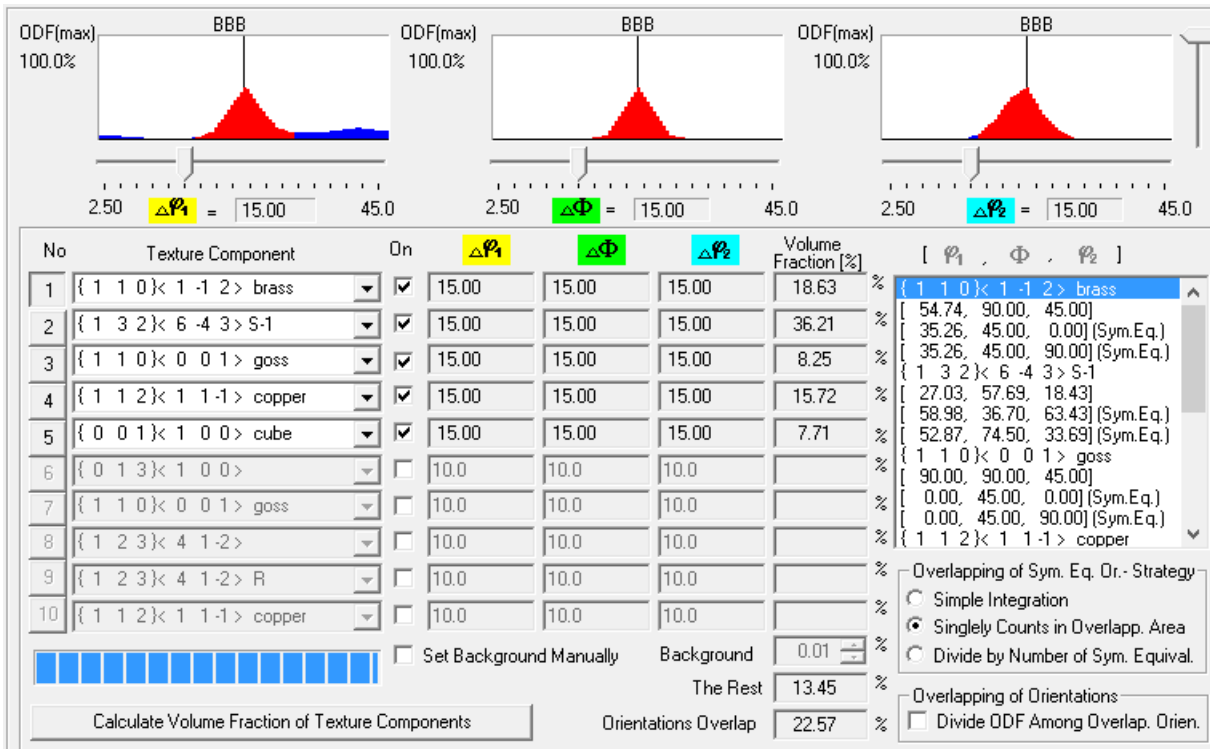 BBB BBB BBB
ODF(max) ODF(max) ODF(max)
100.0% 100.0% 100.0%
2.50 △φ1 = 15.00 45.0 2.50 △Φ = 15.00 45.0 2.50 △φ2 = 15.00 45.0
No Texture Component On △φ1 △Φ △φ2 Volume Fraction [%] [ φ1 , Φ , φ2 ]
1 { 1 1 0}< 1 -1 2> brass 15.00 15.00 15.00 18.63 %
2 { 1 3 2}< 6 -4 3> S-1 15.00 15.00 15.00 36.21 %
3 { 1 1 0}< 0 0 1> goss 15.00 15.00 15.00 8.25 %
4 { 1 1 2}< 1 1 -1> copper 15.00 15.00 15.00 15.72 %
5 { 0 0 1}< 1 0 0> cube 15.00 15.00 15.00 7.71 %
6 { 0 1 3}< 1 0 0> 10.0 10.0 10.0 %
7 { 1 1 0}< 0 0 1> goss 10.0 10.0 10.0 %
8 { 1 2 3}< 4 1 -2> 10.0 10.0 10.0 %
9 { 1 2 3}< 4 1 -2> R 10.0 10.0 10.0 %
10 { 1 1 2}< 1 1 -1> copper 10.0 10.0 10.0 %
{ 1 1 0}< 1 -1 2> brass
[ 54.74, 90.00, 45.00]
[ 35.26, 45.00, 0.00] (Sym.Eq.)
[ 35.26, 45.00, 90.00] (Sym.Eq.)
{ 1 3 2}< 6 -4 3> S-1
[ 27.03, 57.69, 18.43]
[ 58.98, 36.70, 63.43] (Sym.Eq.)
[ 52.87, 74.50, 33.69] (Sym.Eq.)
{ 1 1 0}< 0 0 1> goss
[ 90.00, 90.00, 45.00]
[ 0.00, 45.00, 0.00] (Sym.Eq.)
[ 0.00, 45.00, 90.00] (Sym.Eq.)
{ 1 1 2}< 1 1 -1> copper
Overlapping of Sym. Eq. Or.- Strategy
Simple Integration
Singlely Counts in Overlapp. Area
Divide by Number of Sym. Equival.
Set Background Manually Background 0.01 %
The Rest 13.45 %
Calculate Volume Fraction of Texture Components Orientations Overlap 22.57 %
Overlapping of Orientations
Divide ODF Among Overlap. Orien.